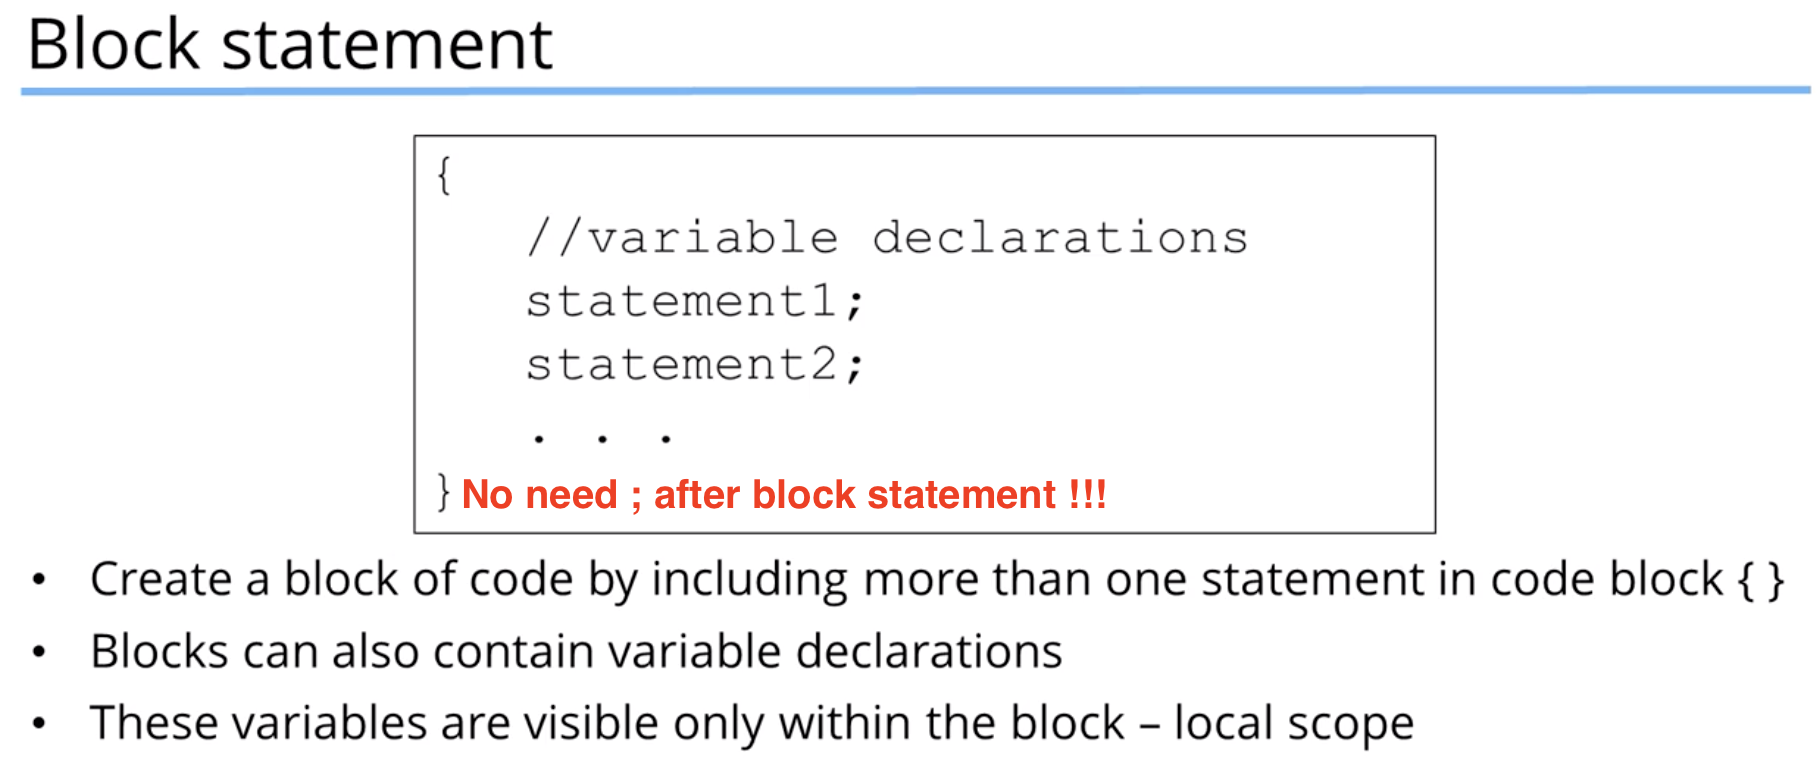 Block statement
{
//variable declarations
statement1;
statement2;
. . .
} No need ; after block statement !!!
• Create a block of code by including more than one statement in code block { }
• Blocks can also contain variable declarations
• These variables are visible only within the block – local scope